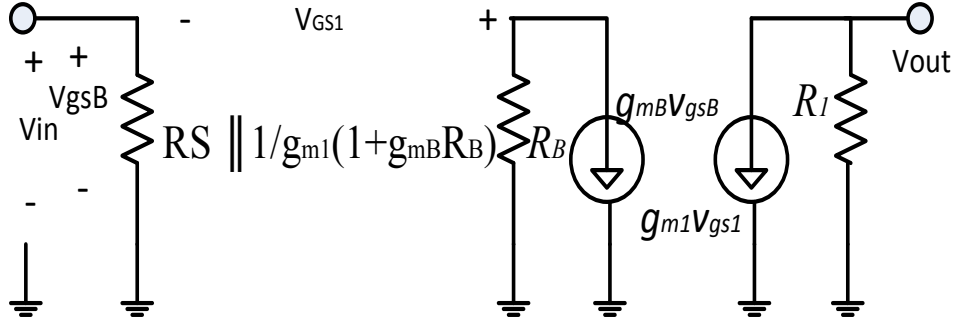 - VGS1 +
Vout
+ +
VgsB
Vin
RS || 1/gm1(1+gmBRB)
RB
gmBvgsB
R1
gm1vgs1
- -